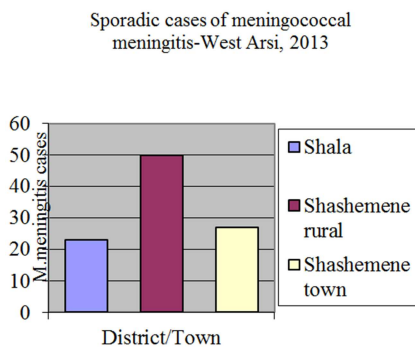 Sporadic cases of meningococcal
meningitis-West Arsi, 2013
60
50
40
30
20
10
0
M.meningitis cases
District/Town
Shala
Shashemene
rural
Shashemene
town